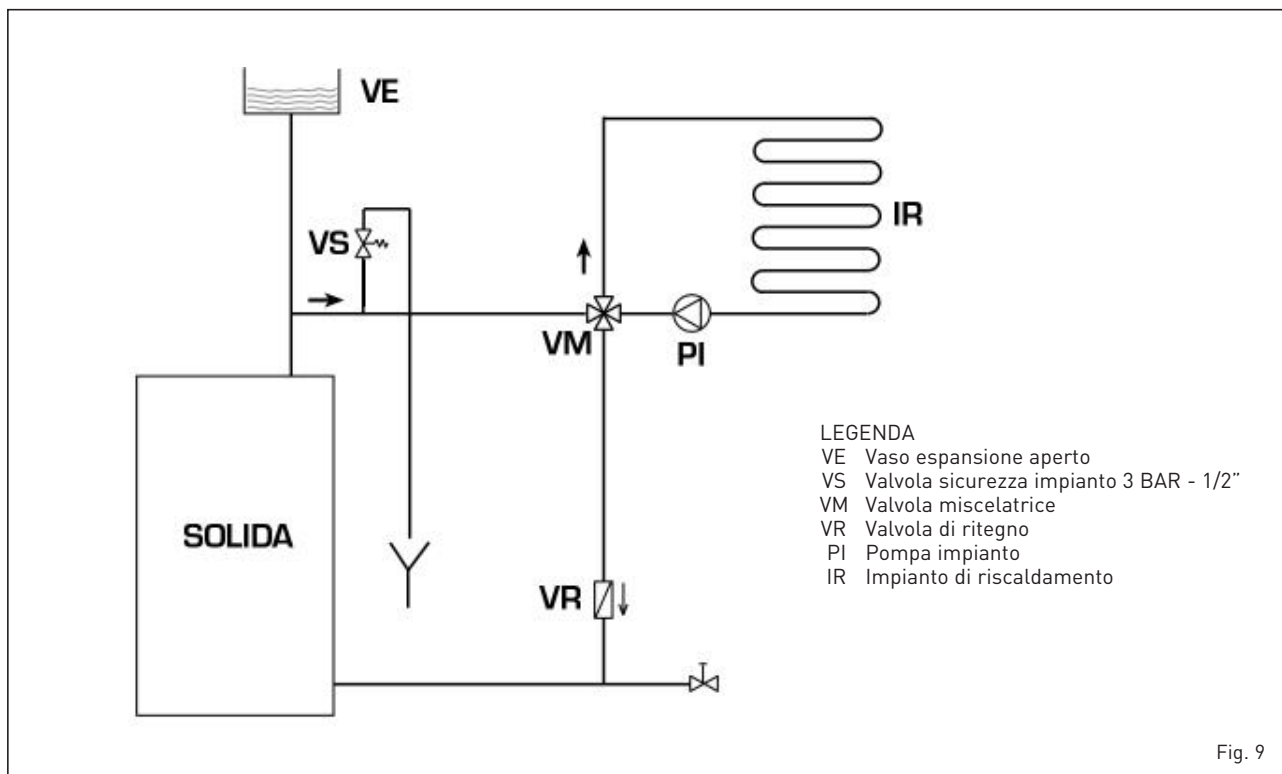 VE
VS
IR
VM
PI
SOLIDA
VR
LEGENDA
VE Vaso espansione aperto
VS Valvola sicurezza impianto 3 BAR - 1/2”
VM Valvola miscelatrice
VR Valvola di ritegno
PI Pompa impianto
IR Impianto di riscaldamento
Fig. 9